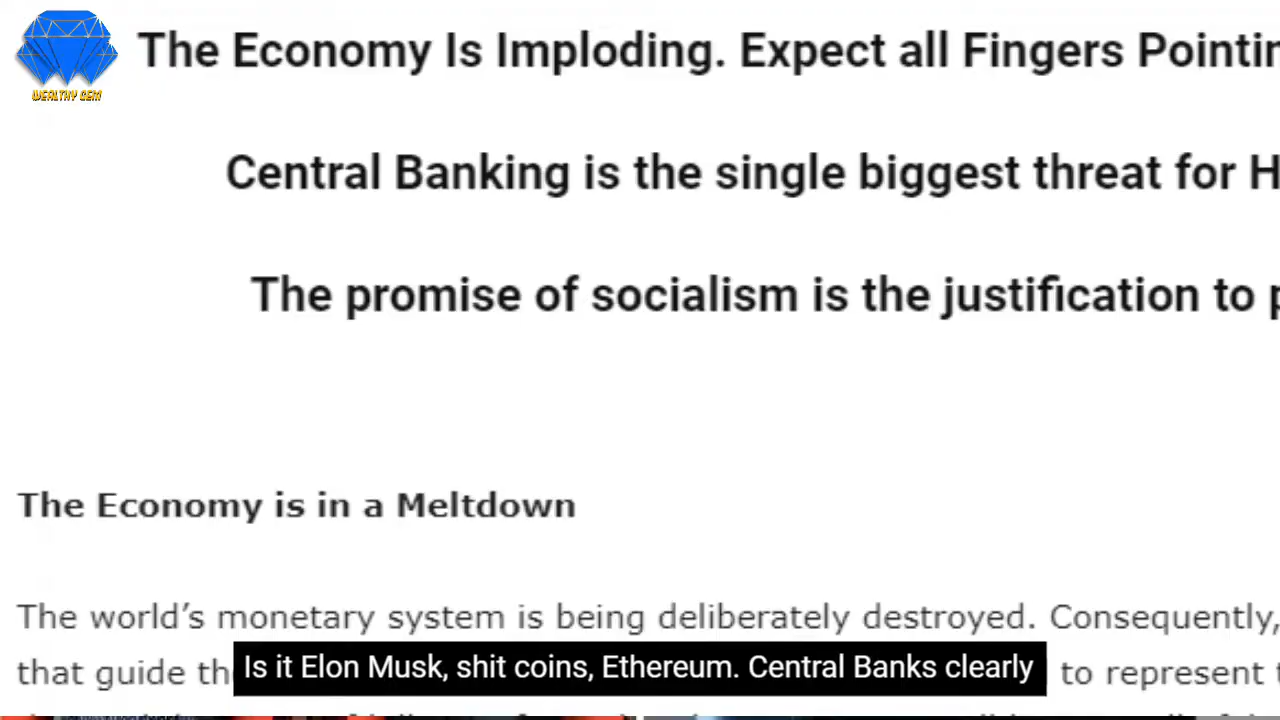 The Economy Is Imploding. Expect all Fingers
WEALTHY GEM
Central Banking is the single biggest threat for
The promise of socialism is the justification to
The Economy is in a Meltdown
The world’s monetary system is being deliberately destroyed. Consequently,
that guide
Is it Elon Musk, shit coins, Ethereum. Central Banks clearly
to represent